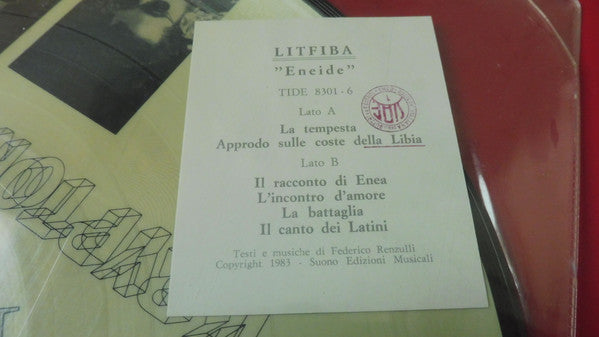 LITFIBA
"Eneide"
TIDE 8301 - 6
Lato A
La tempesta
Approdo sulle coste della Libia
Lato B
Il racconto di Enea
L'incontro d'amore
La battaglia
Il canto dei Latini
Testi e musiche di Federico Renzulli
Copyright 1983 - Suono Edizioni Musicali